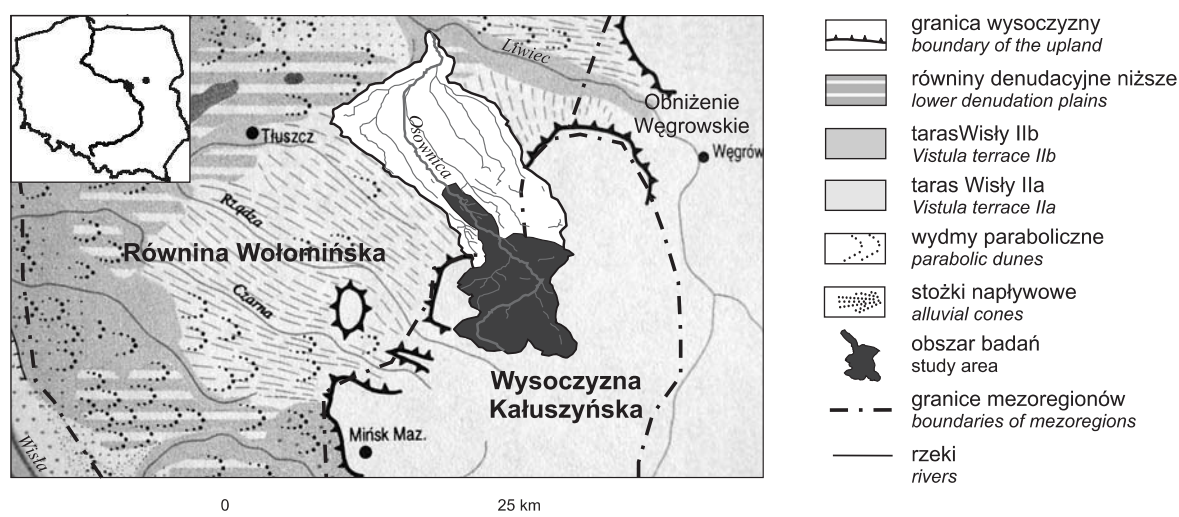 Liwiec
Obniżenie
Węgrowskie
Tłuszcz
Osownica
Węgrów
Rządza
Równina Wołomińska
Czarna
Wysoczyzna
Kałuszyńska
Mińsk Maz.
Wisła
0 25 km
granica wysoczyzny
boundary of the upland
równiny denudacyjne niższe
lower denudation plains
tarasWisły IIb
Vistula terrace IIb
taras Wisły IIa
Vistula terrace IIa
wydmy paraboliczne
parabolic dunes
stożki napływowe
alluvial cones
obszar badań
study area
granice mezoregionów
boundaries of mezoregions
rzeki
rivers